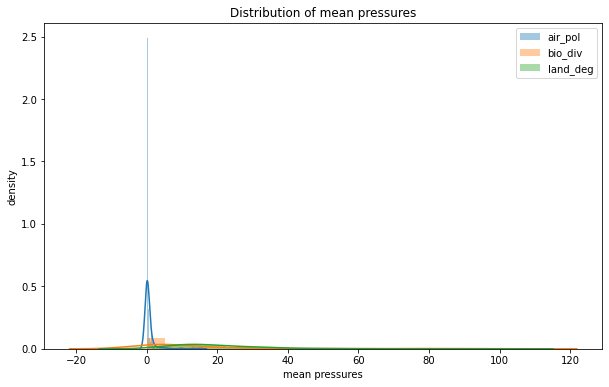 Distribution of mean pressures
air_pol
bio_div
land_deg
2.5
2.0
1.5
1.0
0.5
0.0
density
−20 0 20 40 60 80 100 120
mean pressures